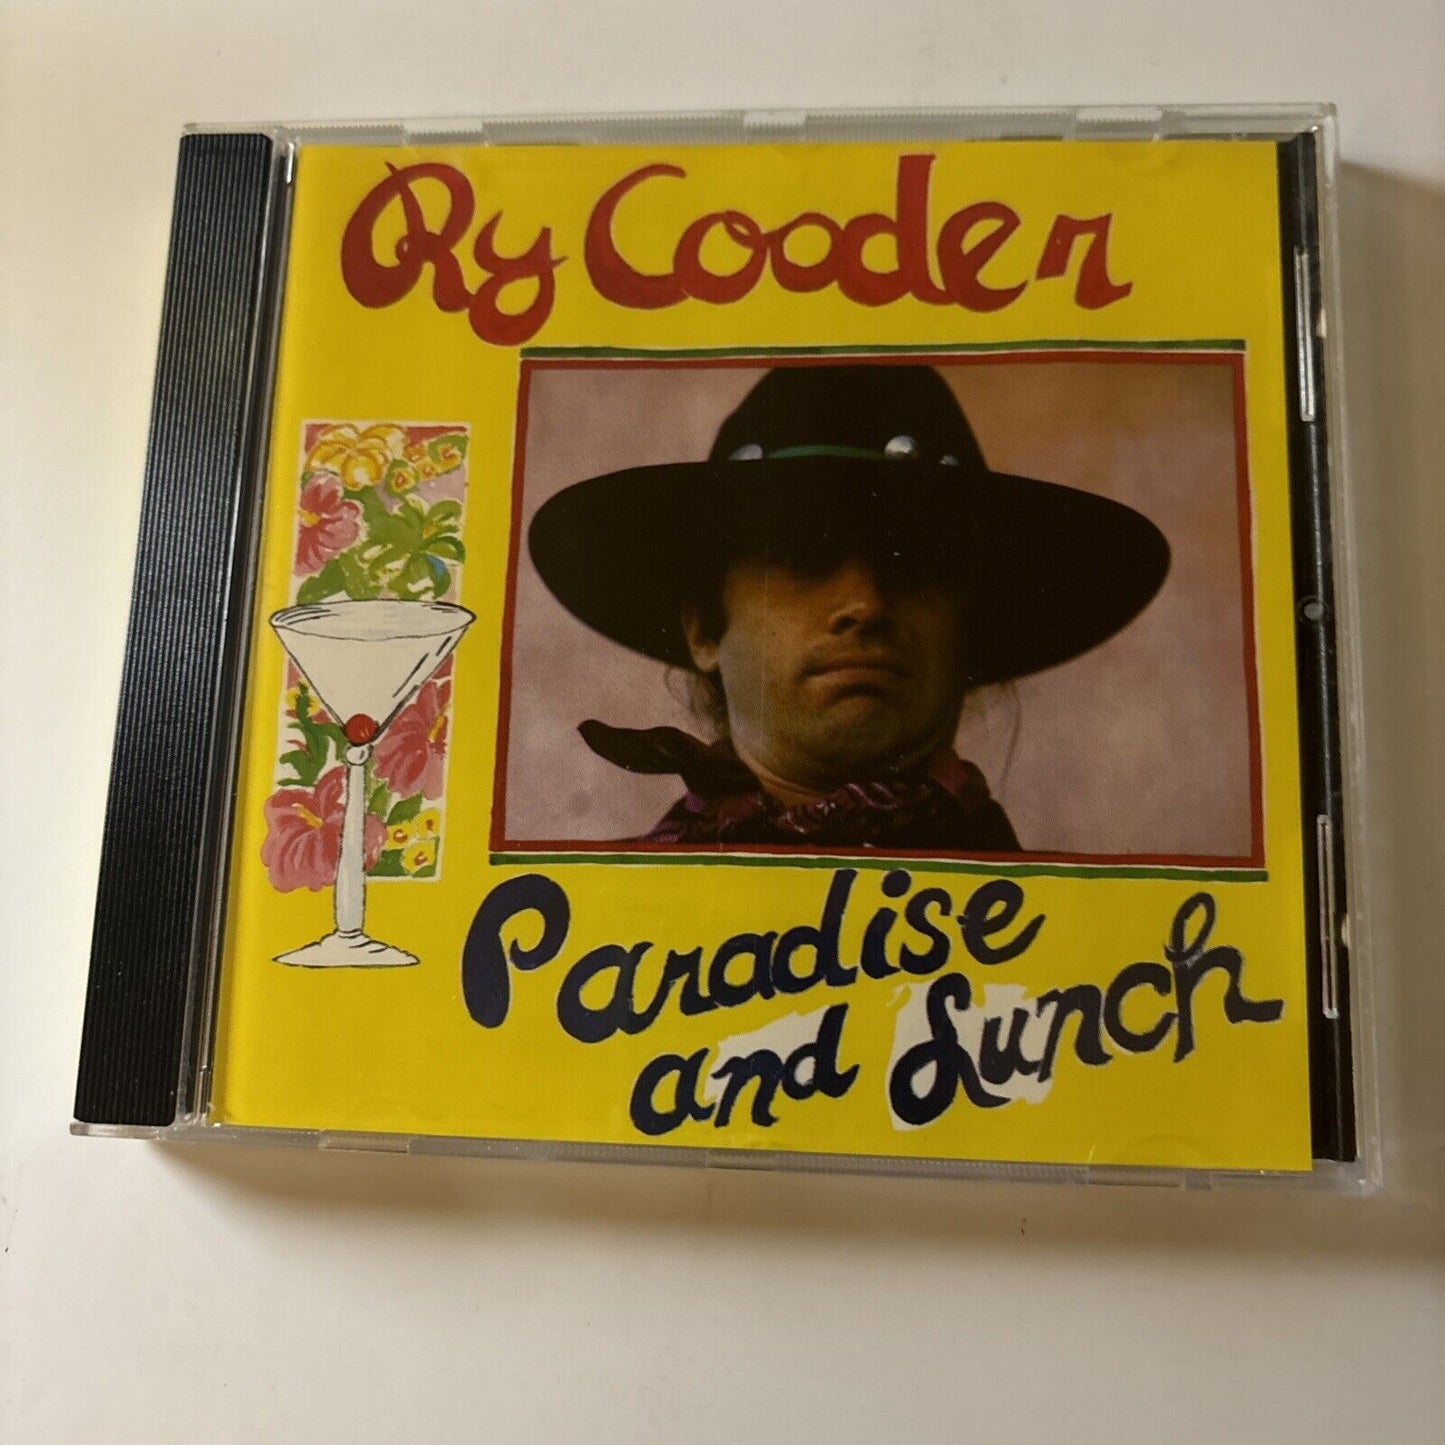 Ry Cooder
Paradise
and Lunch